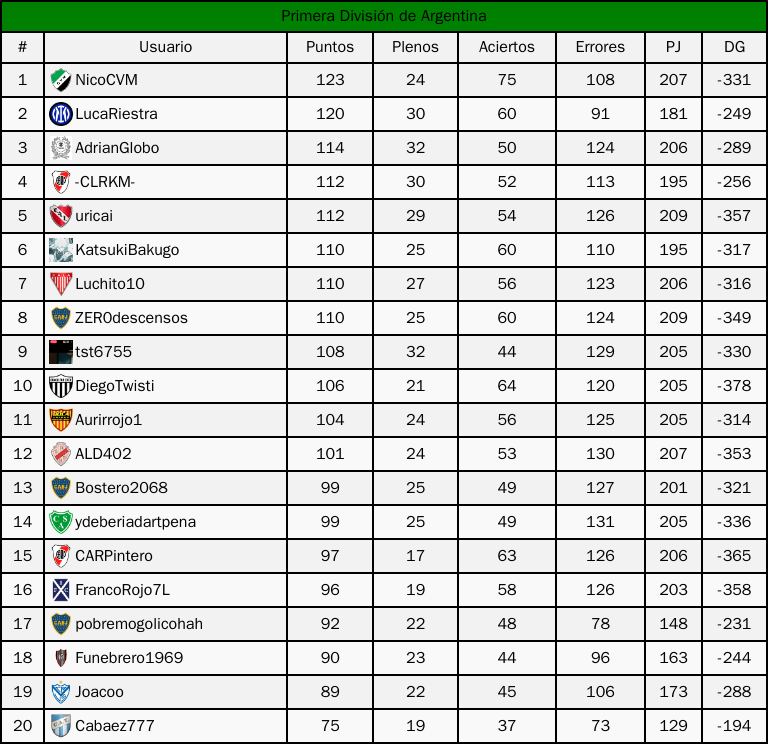 Primera División de Argentina
# Usuario Puntos Plenos Aciertos Errores PJ DG
1 NicoCVM 123 24 75 108 207 -331
2 LucaRiestra 120 30 60 91 181 -249
3 AdrianGlobo 114 32 50 124 206 -289
4 -CLRKM- 112 30 52 113 195 -256
5 uricai 112 29 54 126 209 -357
6 KatsukiBakugo 110 25 60 110 195 -317
7 Luchito10 110 27 56 123 206 -316
8 ZER0descensos 110 25 60 124 209 -349
9 tst6755 108 32 44 129 205 -330
10 DiegoTwisti 106 21 64 120 205 -378
11 Aurirrojo1 104 24 56 125 205 -314
12 ALD402 101 24 53 130 207 -353
13 Bostero2068 99 25 49 127 201 -321
14 ydeberiadartpena 99 25 49 131 205 -336
15 CARPintero 97 17 63 126 206 -365
16 FrancoRojo7L 96 19 58 126 203 -358
17 pobremogolicohah 92 22 48 78 148 -231
18 Funebrero1969 90 23 44 96 163 -244
19 Joacoo 89 22 45 106 173 -288
20 Cabaez777 75 19 37 73 129 -194